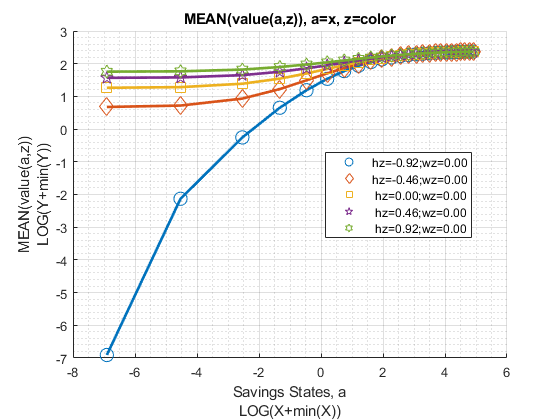 MEAN(value(a,z)), a=x, z=color
3
2
1
0
-1
-2
-3
-4
-5
-6
-7
MEAN(value(a,z))
LOG(Y+min(Y))
hz=-0.92;wz=0.00
hz=-0.46;wz=0.00
hz=0.00;wz=0.00
hz=0.46;wz=0.00
hz=0.92;wz=0.00
-8 -6 -4 -2 0 2 4 6
Savings States, a
LOG(X+min(X))